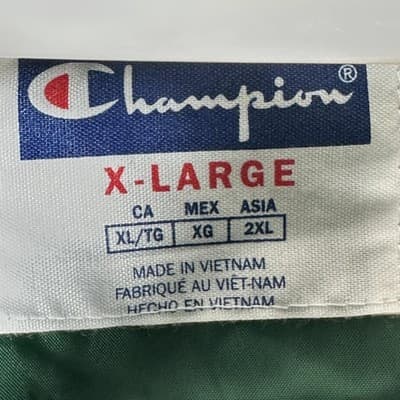 Champion®
X-LARGE
CA MEX ASIA
XL/TG XG 2XL
MADE IN VIETNAM
FABRIQUÉ AU VIÊT-NAM
HECHO EN VIETNAM